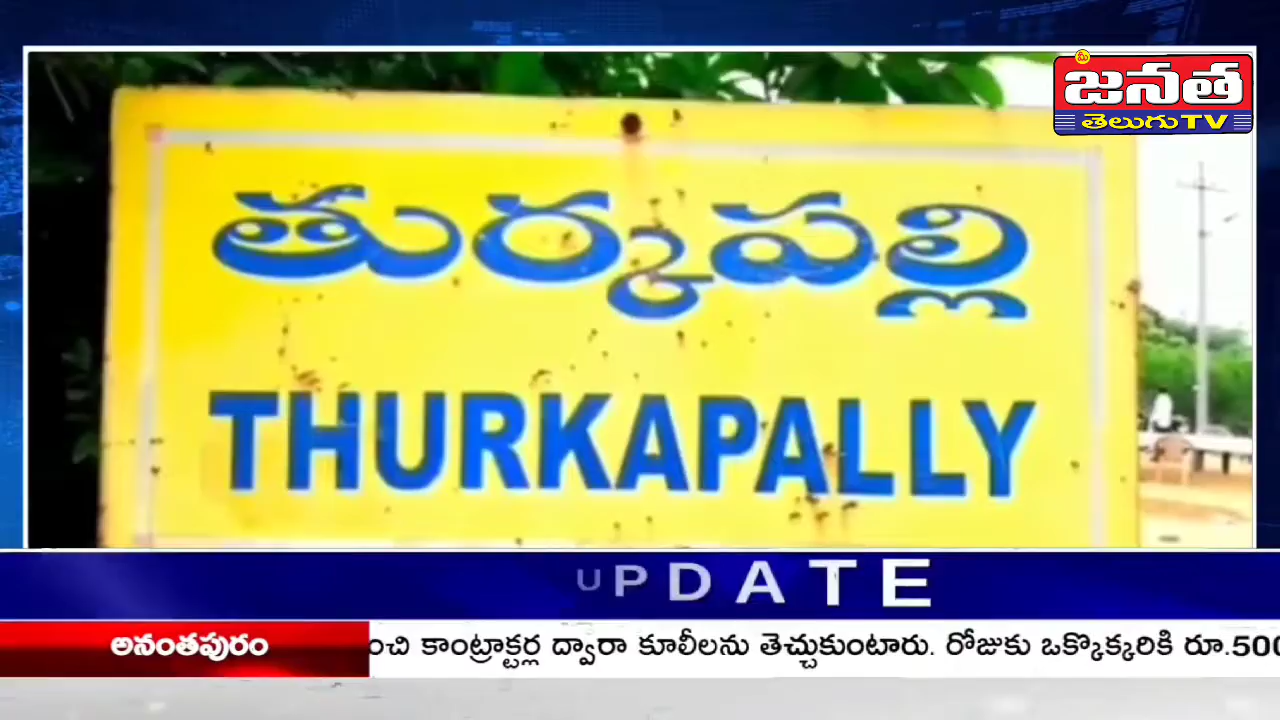 మీ
జనత
తెలుగు TV
తుర్కపల్లి
THURKAPALLY
UPDATE
అనంతపురం
ంచి కాంట్రాక్టర్ల ద్వారా కూలీలను తెచ్చుకుంటారు. రోజుకు ఒక్కొక్కరికి రూ.500